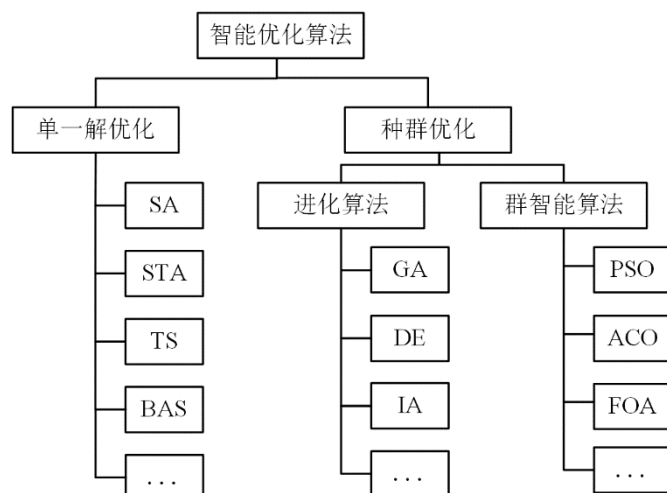 智能优化算法
单一解优化
种群优化
SA
STA
TS
BAS
...
进化算法
群智能算法
GA
DE
IA
...
PSO
ACO
FOA
...